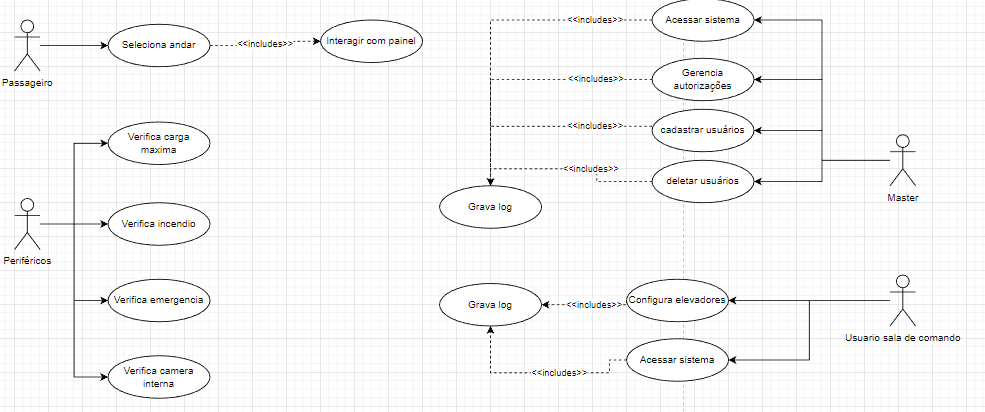 Passageiro
Seleciona andar
<<includes>>
Interagir com painel
Periféricos
Verifica carga
maxima
Verifica incendio
Verifica emergencia
Verifica camera
interna
<<includes>>
Acessar sistema
<<includes>>
Gerencia
autorizações
<<includes>>
cadastrar usuários
<<includes>>
deletar usuários
Grava log
Master
Grava log
<<includes>>
Configura elevadores
<<includes>>
Acessar sistema
Usuario sala de comando